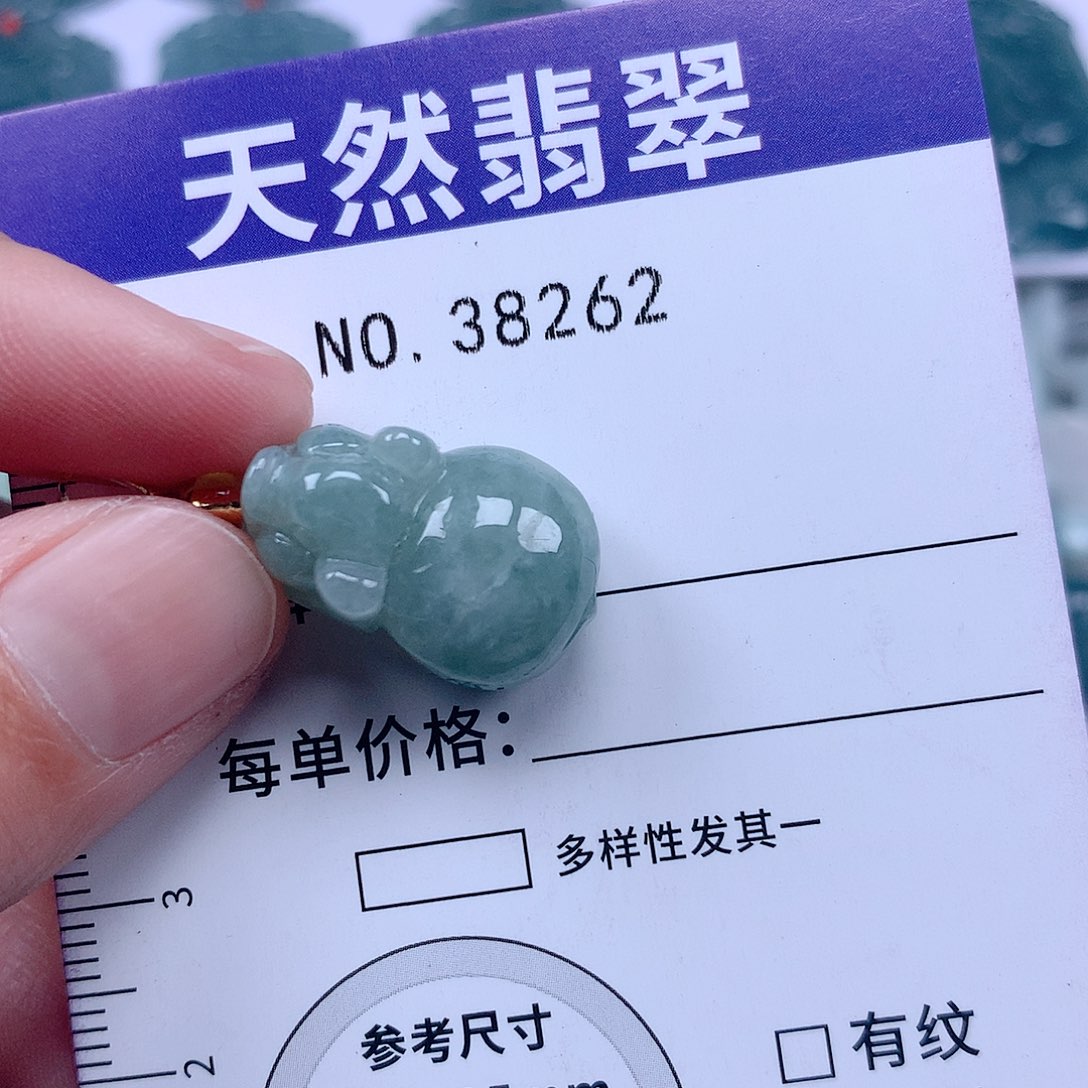 天然翡翠
NO. 38262
每单价格：
多样性发其一
3
参考尺寸
有纹
2